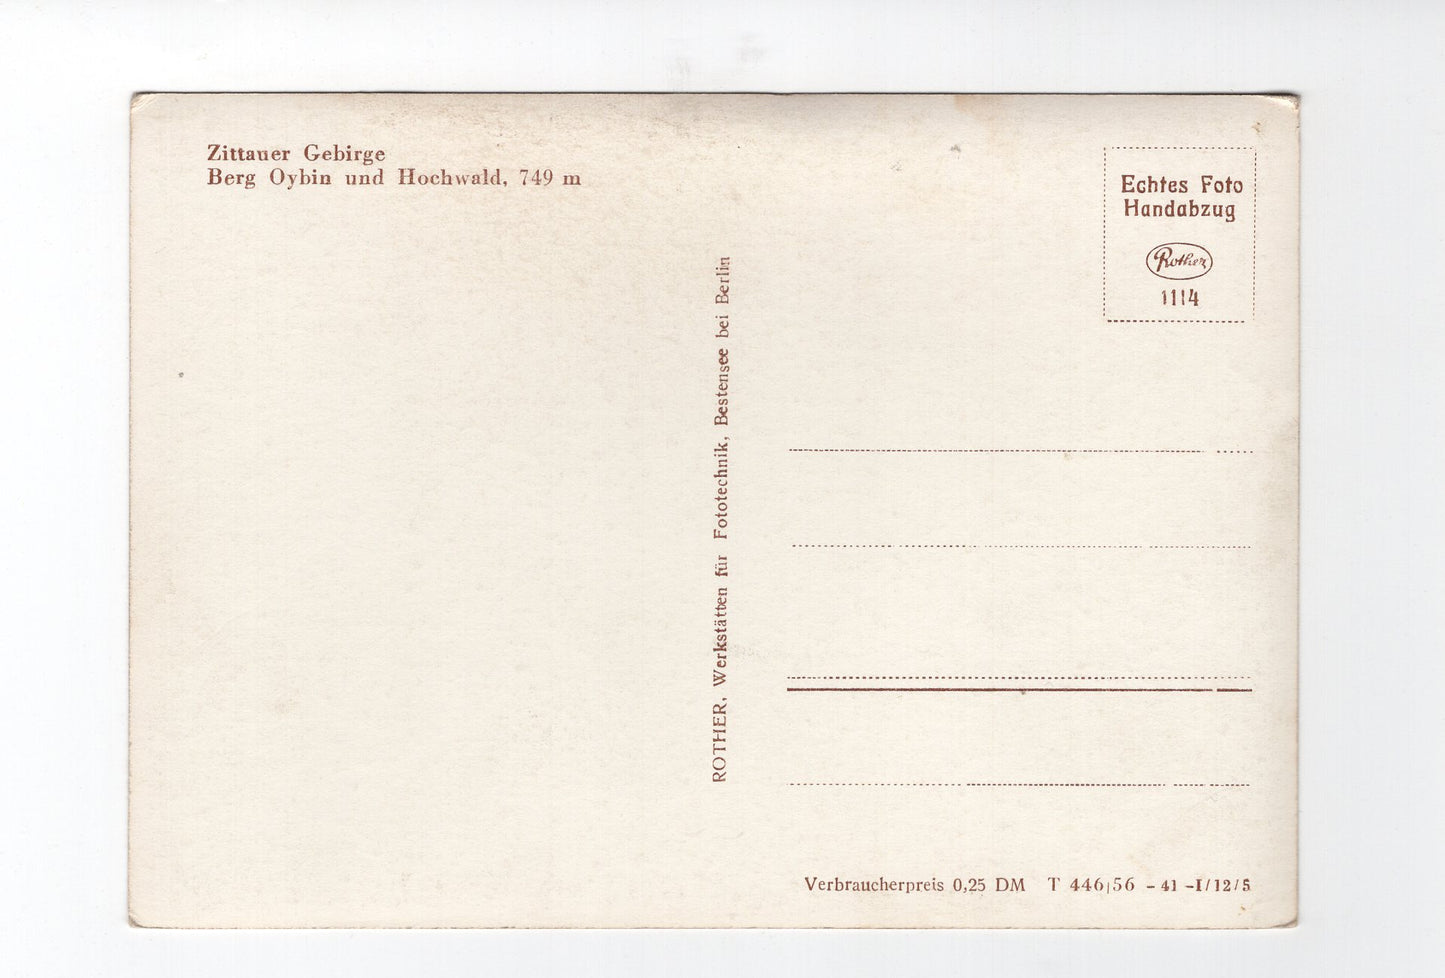 Zittauer Gebirge
Berg Oybin und Hochwald, 749 m
Echtes Foto
Handabzug
Rother
1114
ROTHER, Werkstätten für Fototechnik, Bestensee bei Berlin
Verbraucherpreis 0,25 DM T 446/56 - 41 - I/12/5